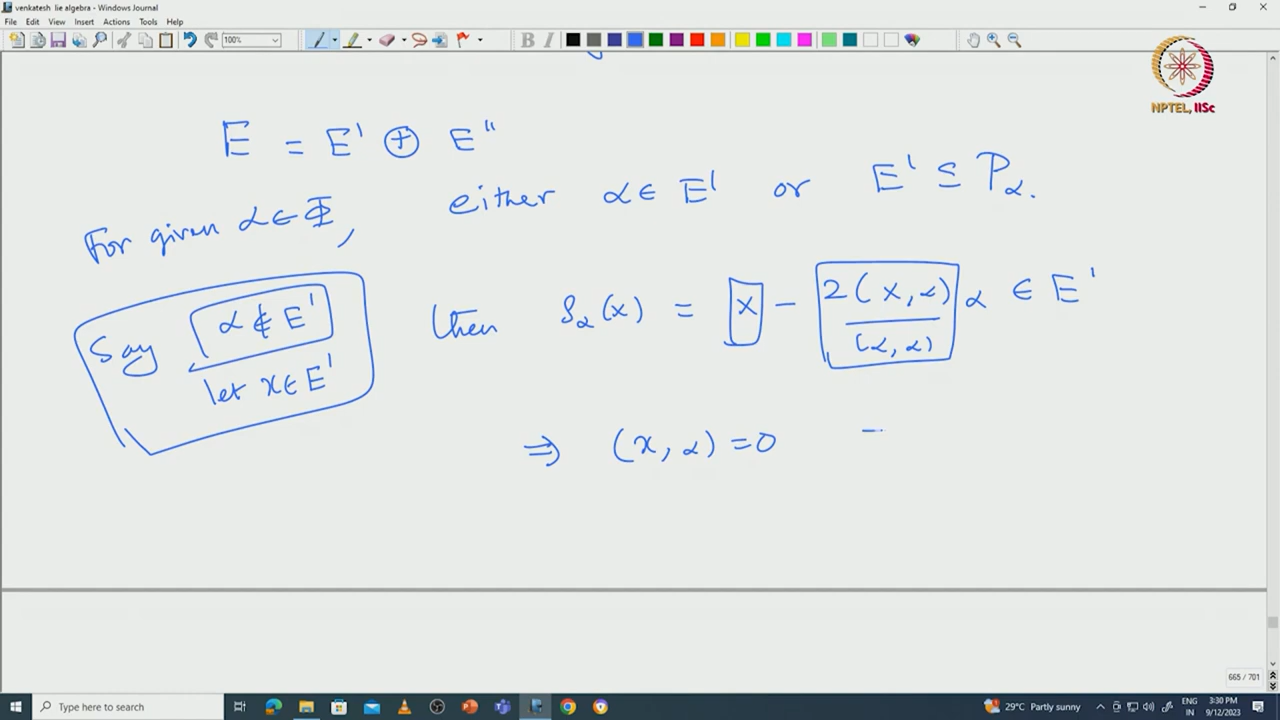 venkatesh lie algebra - Windows Journal
File Edit View Insert Actions Tools Help
100%
B I
NPTEL, IISc
E = E' ⊕ E''
For given α ∈ Φ, either α ∈ E' or E' ⊆ P_α.
Say α ∉ E' then s_α(x) = x - 2(x, α)/(α, α) α ∈ E'
let x ∈ E'
⇒ (x, α) = 0
665 / 701
Type here to search
29°C Partly sunny
ENG IN
3:30 PM
9/12/2023